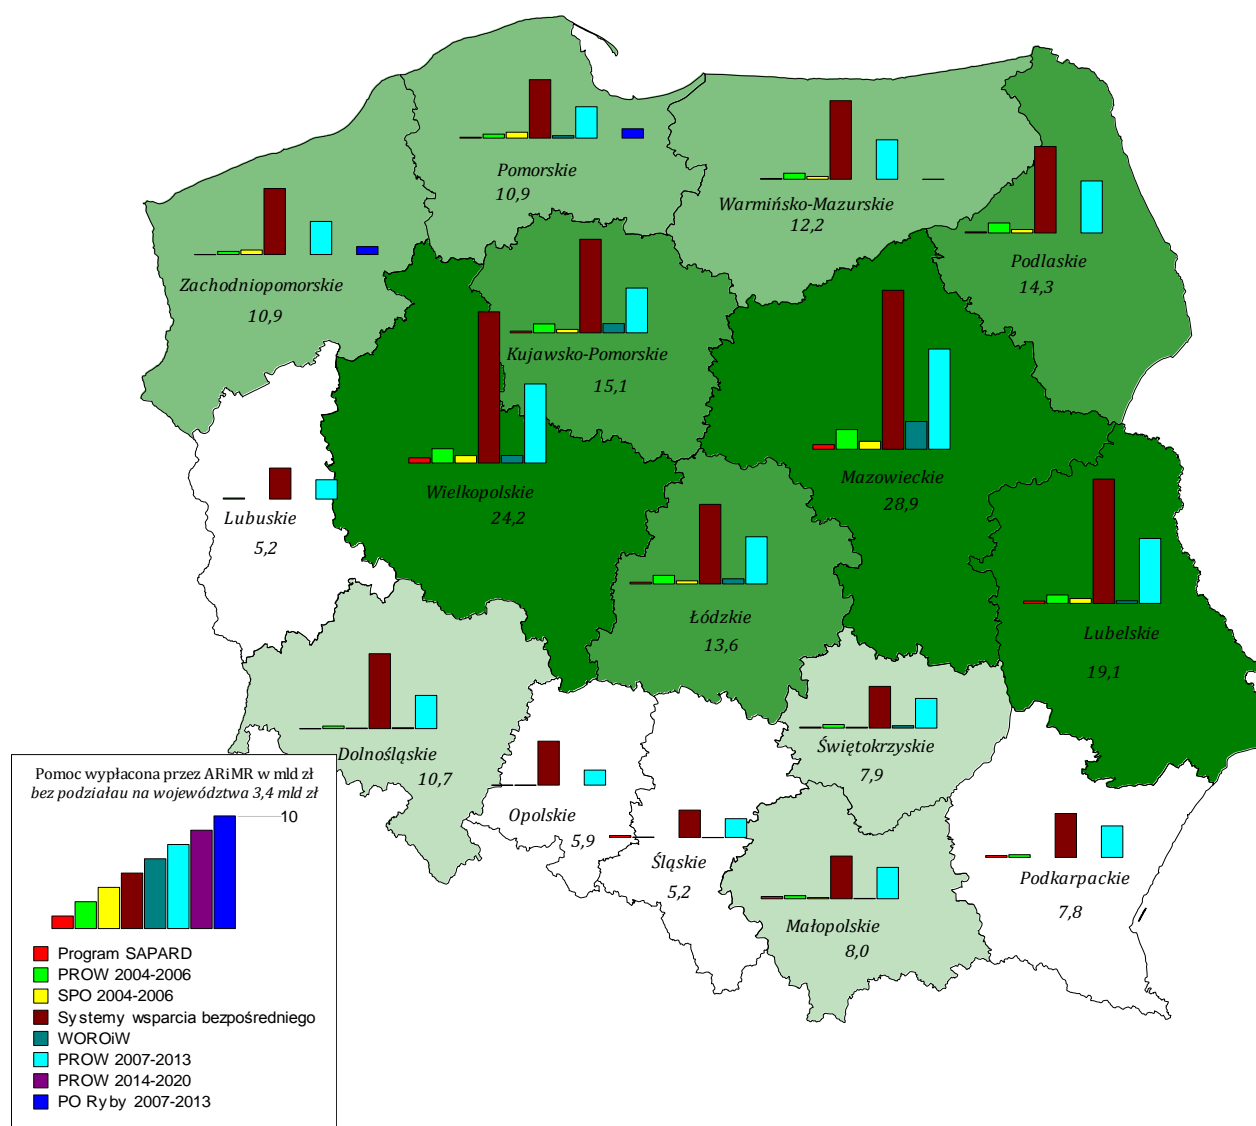 Pomorskie
10,9
Warmińsko-Mazurskie
12,2
Podlaskie
14,3
Zachodniopomorskie
10,9
Kujawsko-Pomorskie
15,1
Mazowieckie
28,9
Wielkopolskie
24,2
Lubuskie
5,2
Łódzkie
13,6
Lubelskie
19,1
Dolnośląskie
10,7
Świętokrzyskie
7,9
Opolskie
5,9
Śląskie
5,2
Małopolskie
8,0
Podkarpackie
7,8
Pomoc wypłacona przez ARiMR w mld zł
bez podziałau na województwa 3,4 mld zł
10
Program SAPARD
PROW 2004-2006
SPO 2004-2006
Systemy wsparcia bezpośredniego
WOROiW
PROW 2007-2013
PROW 2014-2020
PO Ryby 2007-2013